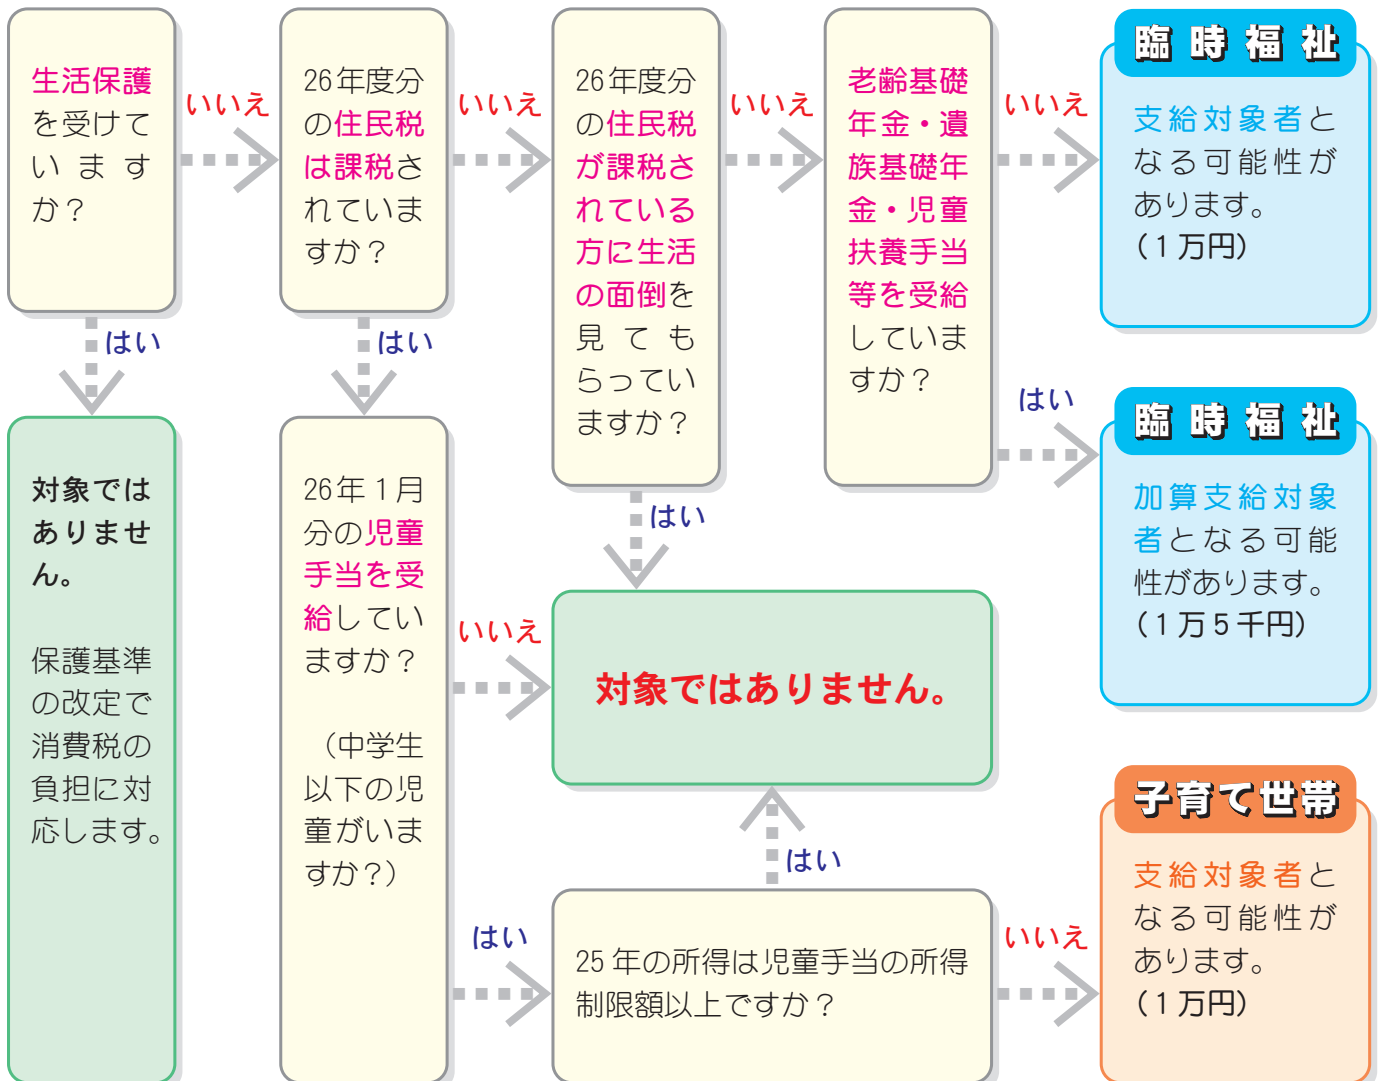 生活保護
を受けて
います
か？
いいえ
はい
対象では
ありませ
ん。
保護基準
の改定で
消費税の
負担に対
応します。
26年度分
の住民税
は課税さ
れていま
すか？
いいえ
はい
26年１月
分の児童
手当を受
給してい
ますか？
（中学生
以下の児
童がいま
すか？）
いいえ
はい
26年度分
の住民税
が課税さ
れている
方に生活
の面倒を
見ても
らってい
ますか？
いいえ
はい
対象ではありません。
はい
25年の所得は児童手当の所得
制限額以上ですか？
いいえ
老齢基礎
年金・遺
族基礎年
金・児童
扶養手当
等を受給
していま
すか？
いいえ
はい
臨時福祉
支給対象者と
なる可能性が
あります。
（１万円）
臨時福祉
加算支給対象
者となる可能
性があります。
（１万５千円）
子育て世帯
支給対象者と
なる可能性が
あります。
（１万円）